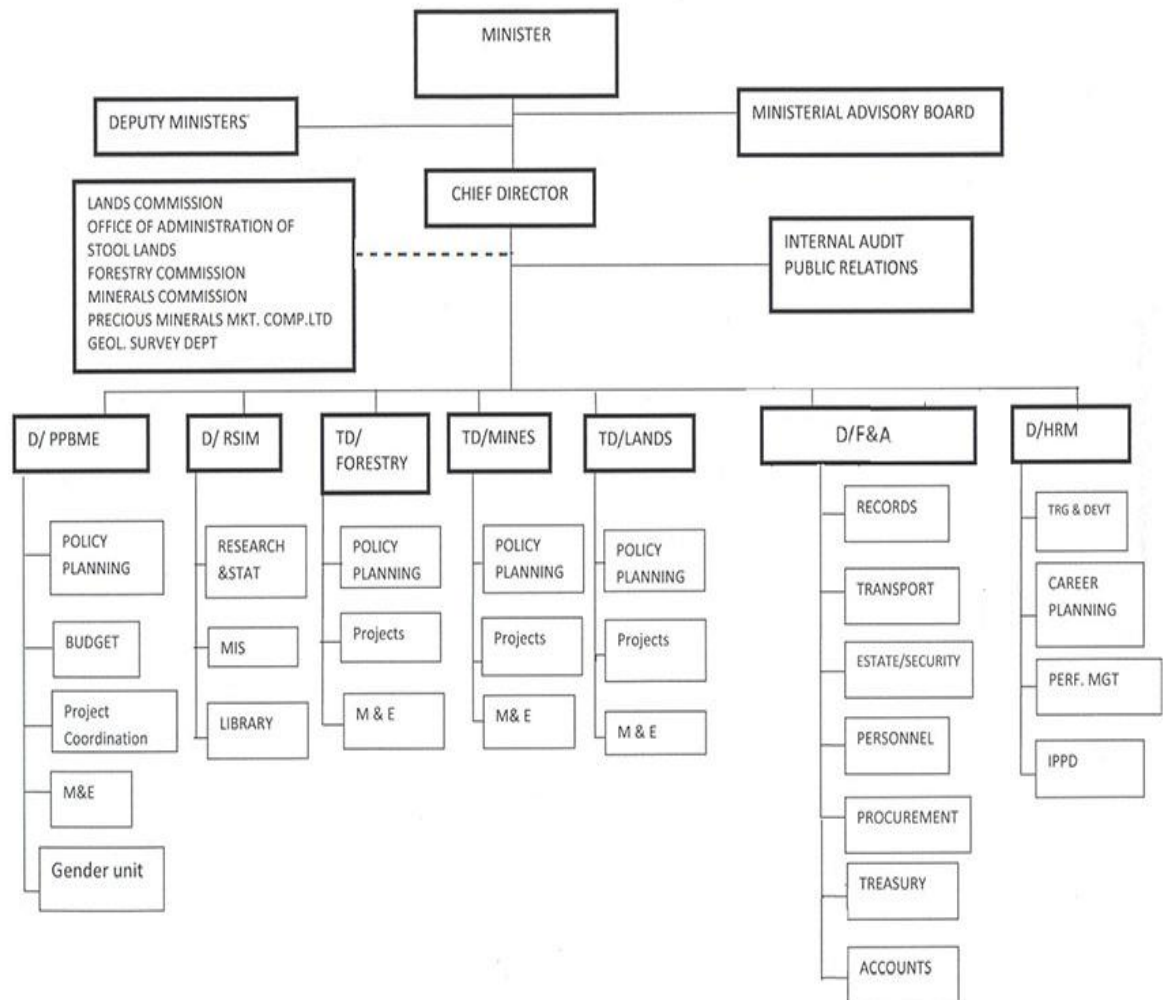 MINISTER
DEPUTY MINISTERS
MINISTERIAL ADVISORY BOARD
CHIEF DIRECTOR
LANDS COMMISSION
OFFICE OF ADMINISTRATION OF
STOOL LANDS
FORESTRY COMMISSION
MINERALS COMMISSION
PRECIOUS MINERALS MKT. COMP.LTD
GEOL. SURVEY DEPT
INTERNAL AUDIT
PUBLIC RELATIONS
D/ PPBME
D/ RSIM
TD/
FORESTRY
TD/MINES
TD/LANDS
D/F&A
D/HRM
POLICY
PLANNING
BUDGET
Project
Coordination
M&E
Gender unit
RESEARCH
&STAT
MIS
LIBRARY
POLICY
PLANNING
Projects
M & E
POLICY
PLANNING
Projects
M& E
POLICY
PLANNING
Projects
M & E
RECORDS
TRANSPORT
ESTATE/SECURITY
PERSONNEL
PROCUREMENT
TREASURY
ACCOUNTS
TRG & DEVT
CAREER
PLANNING
PERF. MGT
IPPD